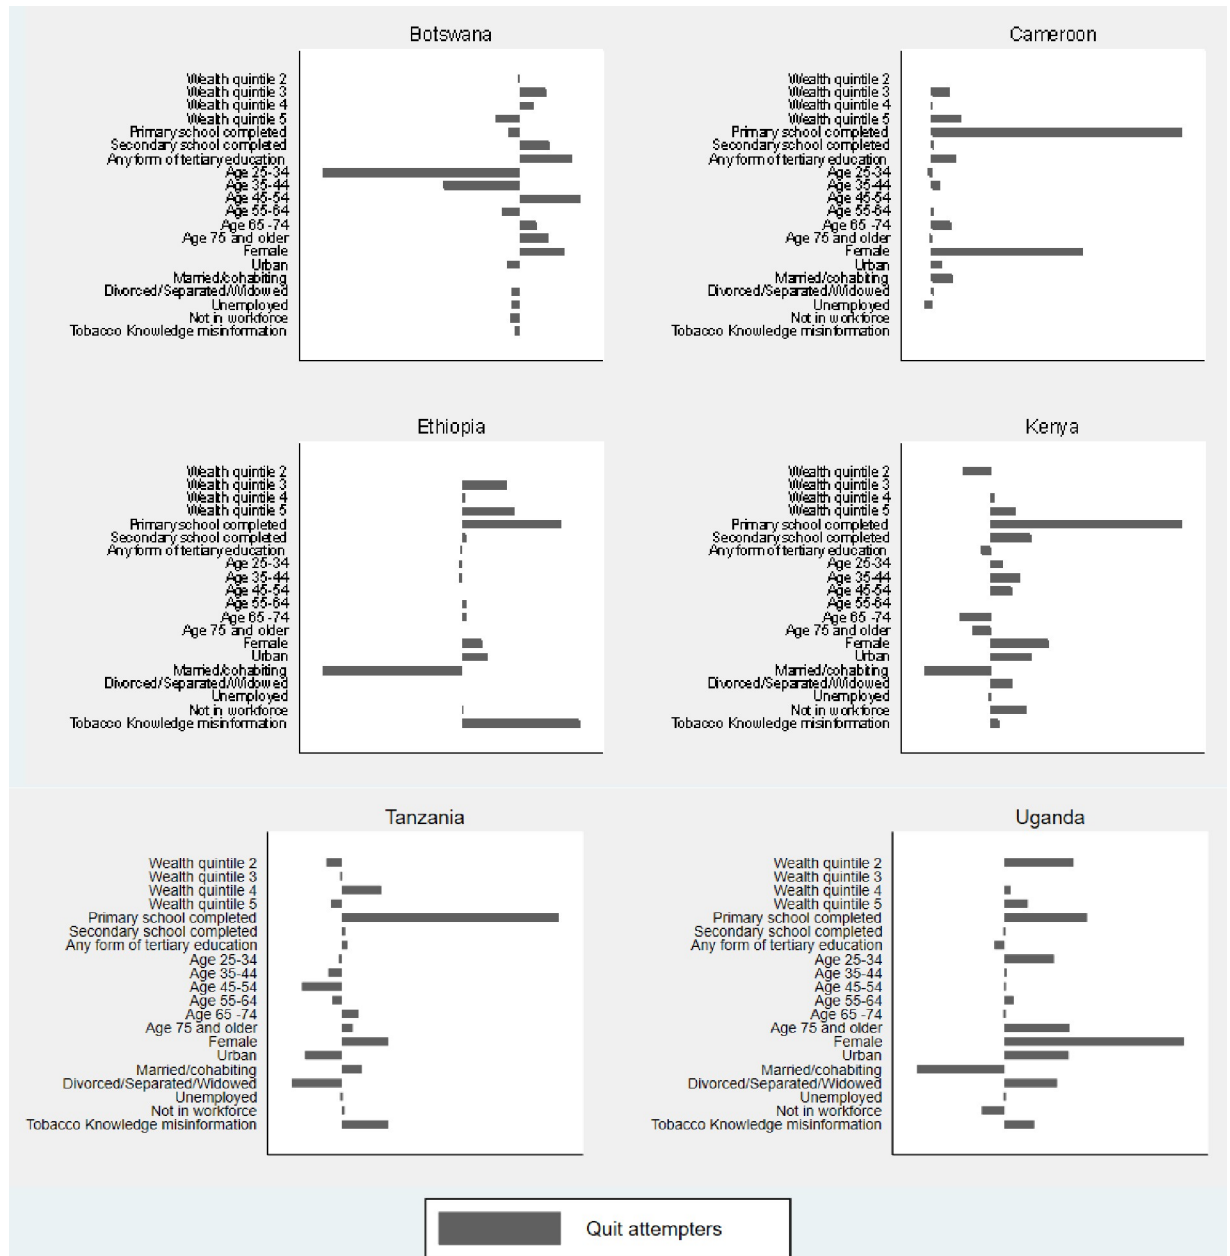 Botswana
Wealth quintile 2
Wealth quintile 3
Wealth quintile 4
Wealth quintile 5
Primary school completed
Secondary school completed
Any form of tertiary education
Age 25-34
Age 35-44
Age 45-54
Age 55-64
Age 65 -74
Age 75 and older
Female
Urban
Married/cohabiting
Divorced/Separated/Widowed
Unemployed
Not in workforce
Tobacco Knowledge misinformation
Cameroon
Wealth quintile 2
Wealth quintile 3
Wealth quintile 4
Wealth quintile 5
Primary school completed
Secondary school completed
Any form of tertiary education
Age 25-34
Age 35-44
Age 45-54
Age 55-64
Age 65 -74
Age 75 and older
Female
Urban
Married/cohabiting
Divorced/Separated/Widowed
Unemployed
Not in workforce
Tobacco Knowledge misinformation
Ethiopia
Wealth quintile 2
Wealth quintile 3
Wealth quintile 4
Wealth quintile 5
Primary school completed
Secondary school completed
Any form of tertiary education
Age 25-34
Age 35-44
Age 45-54
Age 55-64
Age 65 -74
Age 75 and older
Female
Urban
Married/cohabiting
Divorced/Separated/Widowed
Unemployed
Not in workforce
Tobacco Knowledge misinformation
Kenya
Wealth quintile 2
Wealth quintile 3
Wealth quintile 4
Wealth quintile 5
Primary school completed
Secondary school completed
Any form of tertiary education
Age 25-34
Age 35-44
Age 45-54
Age 55-64
Age 65 -74
Age 75 and older
Female
Urban
Married/cohabiting
Divorced/Separated/Widowed
Unemployed
Not in workforce
Tobacco Knowledge misinformation
Tanzania
Wealth quintile 2
Wealth quintile 3
Wealth quintile 4
Wealth quintile 5
Primary school completed
Secondary school completed
Any form of tertiary education
Age 25-34
Age 35-44
Age 45-54
Age 55-64
Age 65 -74
Age 75 and older
Female
Urban
Married/cohabiting
Divorced/Separated/Widowed
Unemployed
Not in workforce
Tobacco Knowledge misinformation
Uganda
Wealth quintile 2
Wealth quintile 3
Wealth quintile 4
Wealth quintile 5
Primary school completed
Secondary school completed
Any form of tertiary education
Age 25-34
Age 35-44
Age 45-54
Age 55-64
Age 65 -74
Age 75 and older
Female
Urban
Married/cohabiting
Divorced/Separated/Widowed
Unemployed
Not in workforce
Tobacco Knowledge misinformation
Quit attempters